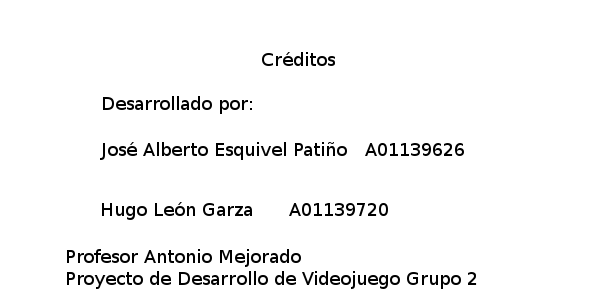 Créditos
Desarrollado por:
José Alberto Esquivel Patiño A01139626
Hugo León Garza A01139720
Profesor Antonio Mejorado
Proyecto de Desarrollo de Videojuego Grupo 2